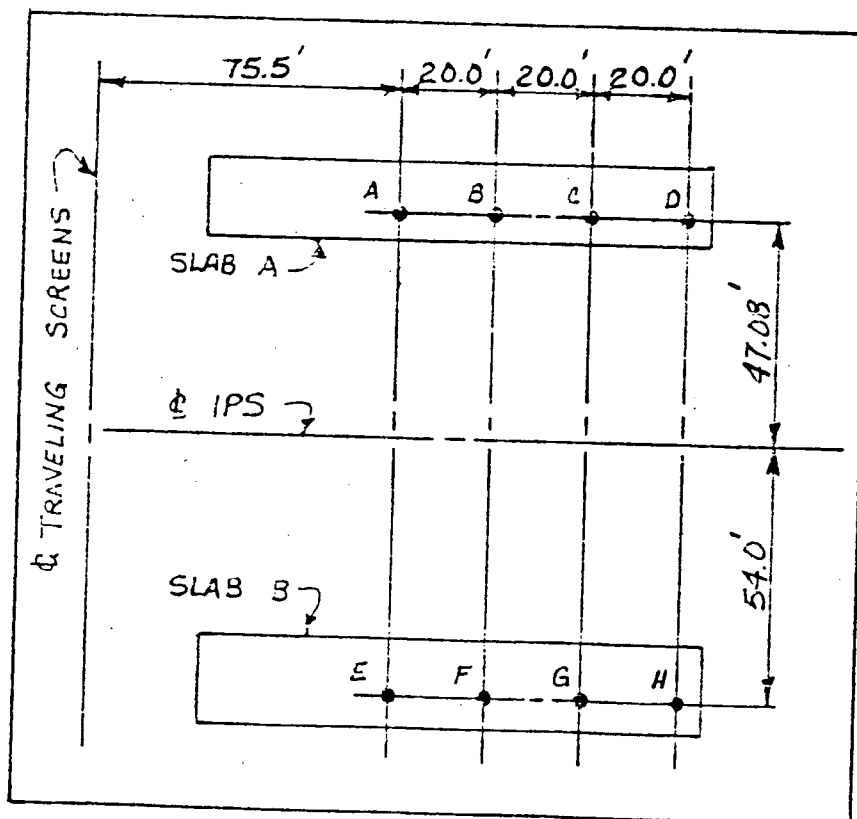 75.5' 20.0' 20.0' 20.0'
A B C D
SLAB A
47.08'
℄ TRAVELING SCREENS
℄ IPS
54.0'
SLAB B
E F G H